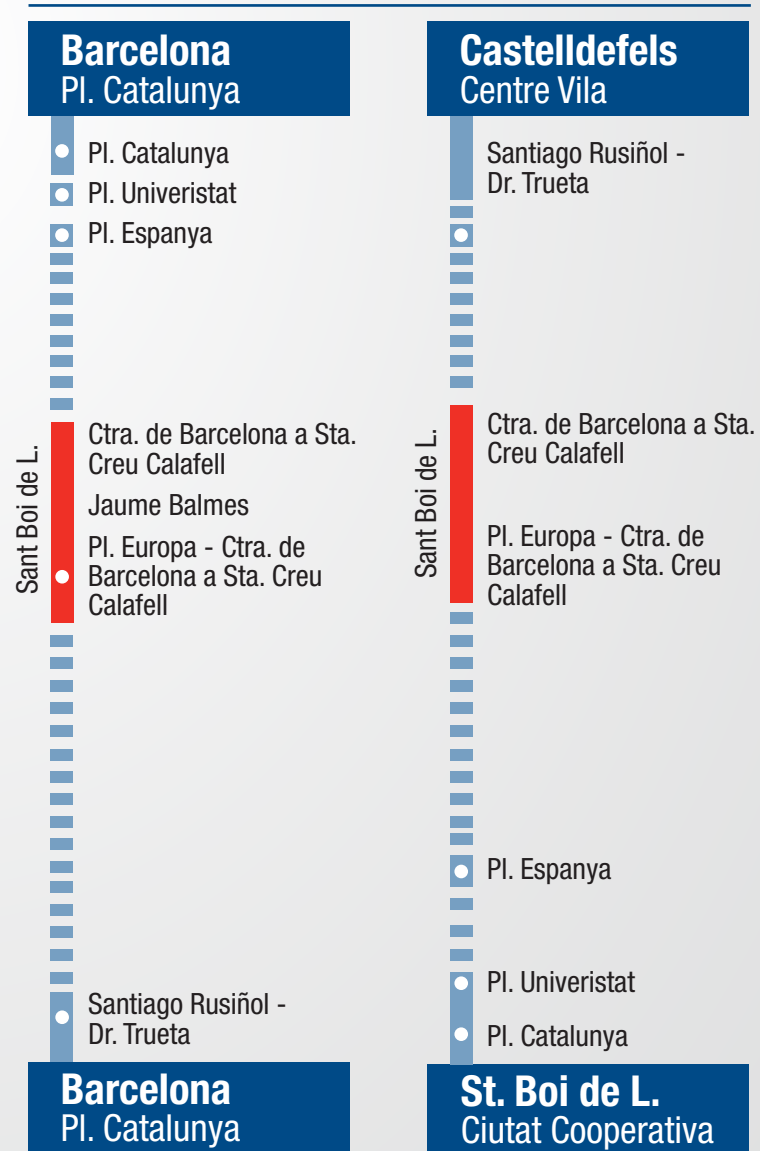 Barcelona
Pl. Catalunya
Pl. Catalunya
Pl. Univeristat
Pl. Espanya
Sant Boi de L.
Ctra. de Barcelona a Sta.
Creu Calafell
Jaume Balmes
Pl. Europa - Ctra. de
Barcelona a Sta. Creu
Calafell
Santiago Rusiñol -
Dr. Trueta
Barcelona
Pl. Catalunya
Castelldefels
Centre Vila
Santiago Rusiñol -
Dr. Trueta
Sant Boi de L.
Ctra. de Barcelona a Sta.
Creu Calafell
Pl. Europa - Ctra. de
Barcelona a Sta. Creu
Calafell
Pl. Espanya
Pl. Univeristat
Pl. Catalunya
St. Boi de L.
Ciutat Cooperativa